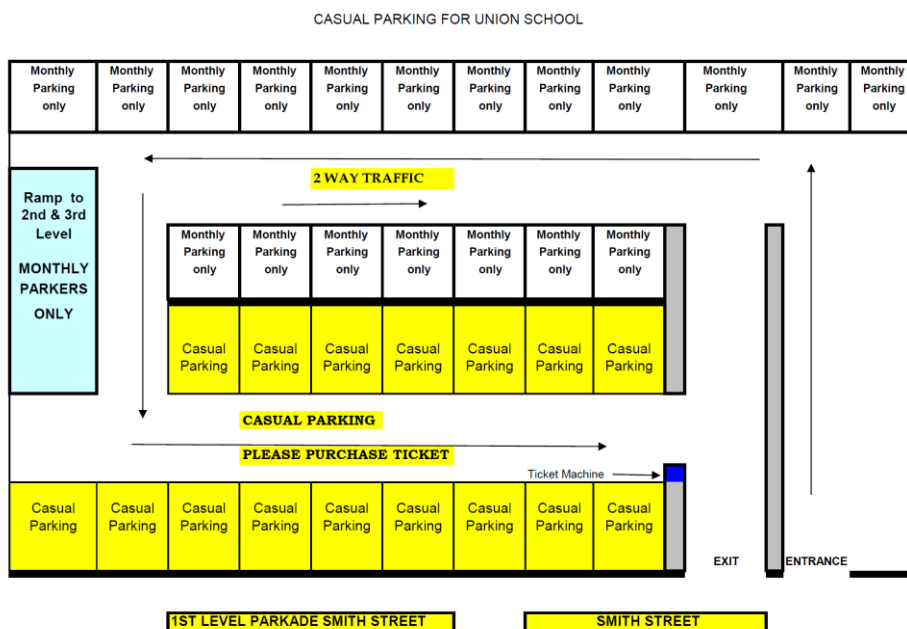 CASUAL PARKING FOR UNION SCHOOL
Monthly Parking only
Monthly Parking only
Monthly Parking only
Monthly Parking only
Monthly Parking only
Monthly Parking only
Monthly Parking only
Monthly Parking only
Monthly Parking only
Monthly Parking only
Monthly Parking only
Monthly Parking only
2 WAY TRAFFIC
Ramp to
2nd & 3rd
Level
MONTHLY
PARKERS
ONLY
Monthly Parking only
Monthly Parking only
Monthly Parking only
Monthly Parking only
Monthly Parking only
Monthly Parking only
Monthly Parking only
Casual Parking
Casual Parking
Casual Parking
Casual Parking
Casual Parking
Casual Parking
Casual Parking
CASUAL PARKING
PLEASE PURCHASE TICKET
Ticket Machine
Casual Parking
Casual Parking
Casual Parking
Casual Parking
Casual Parking
Casual Parking
Casual Parking
Casual Parking
Casual Parking
EXIT
ENTRANCE
1ST LEVEL PARKADE SMITH STREET
SMITH STREET